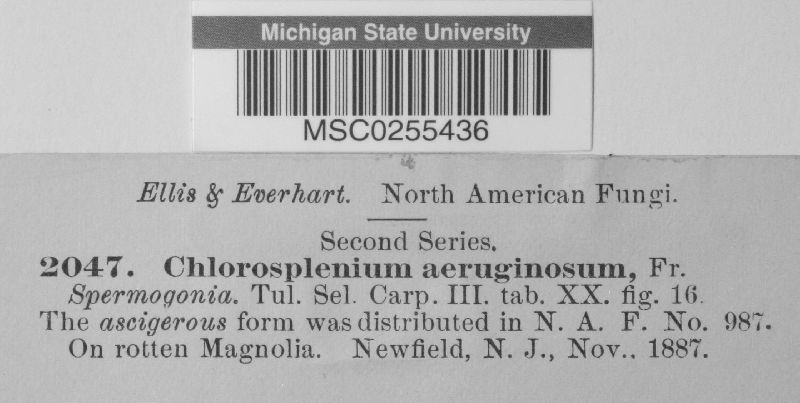 Michigan State University
MSC0255436
Ellis & Everhart. North American Fungi.
Second Series.
2047. Chlorosplenium aeruginosum, Fr.
Spermogonia. Tul. Sel. Carp. III. tab. XX. fig. 16.
The ascigerous form was distributed in N. A. F. No. 987.
On rotten Magnolia. Newfield, N. J., Nov., 1887.